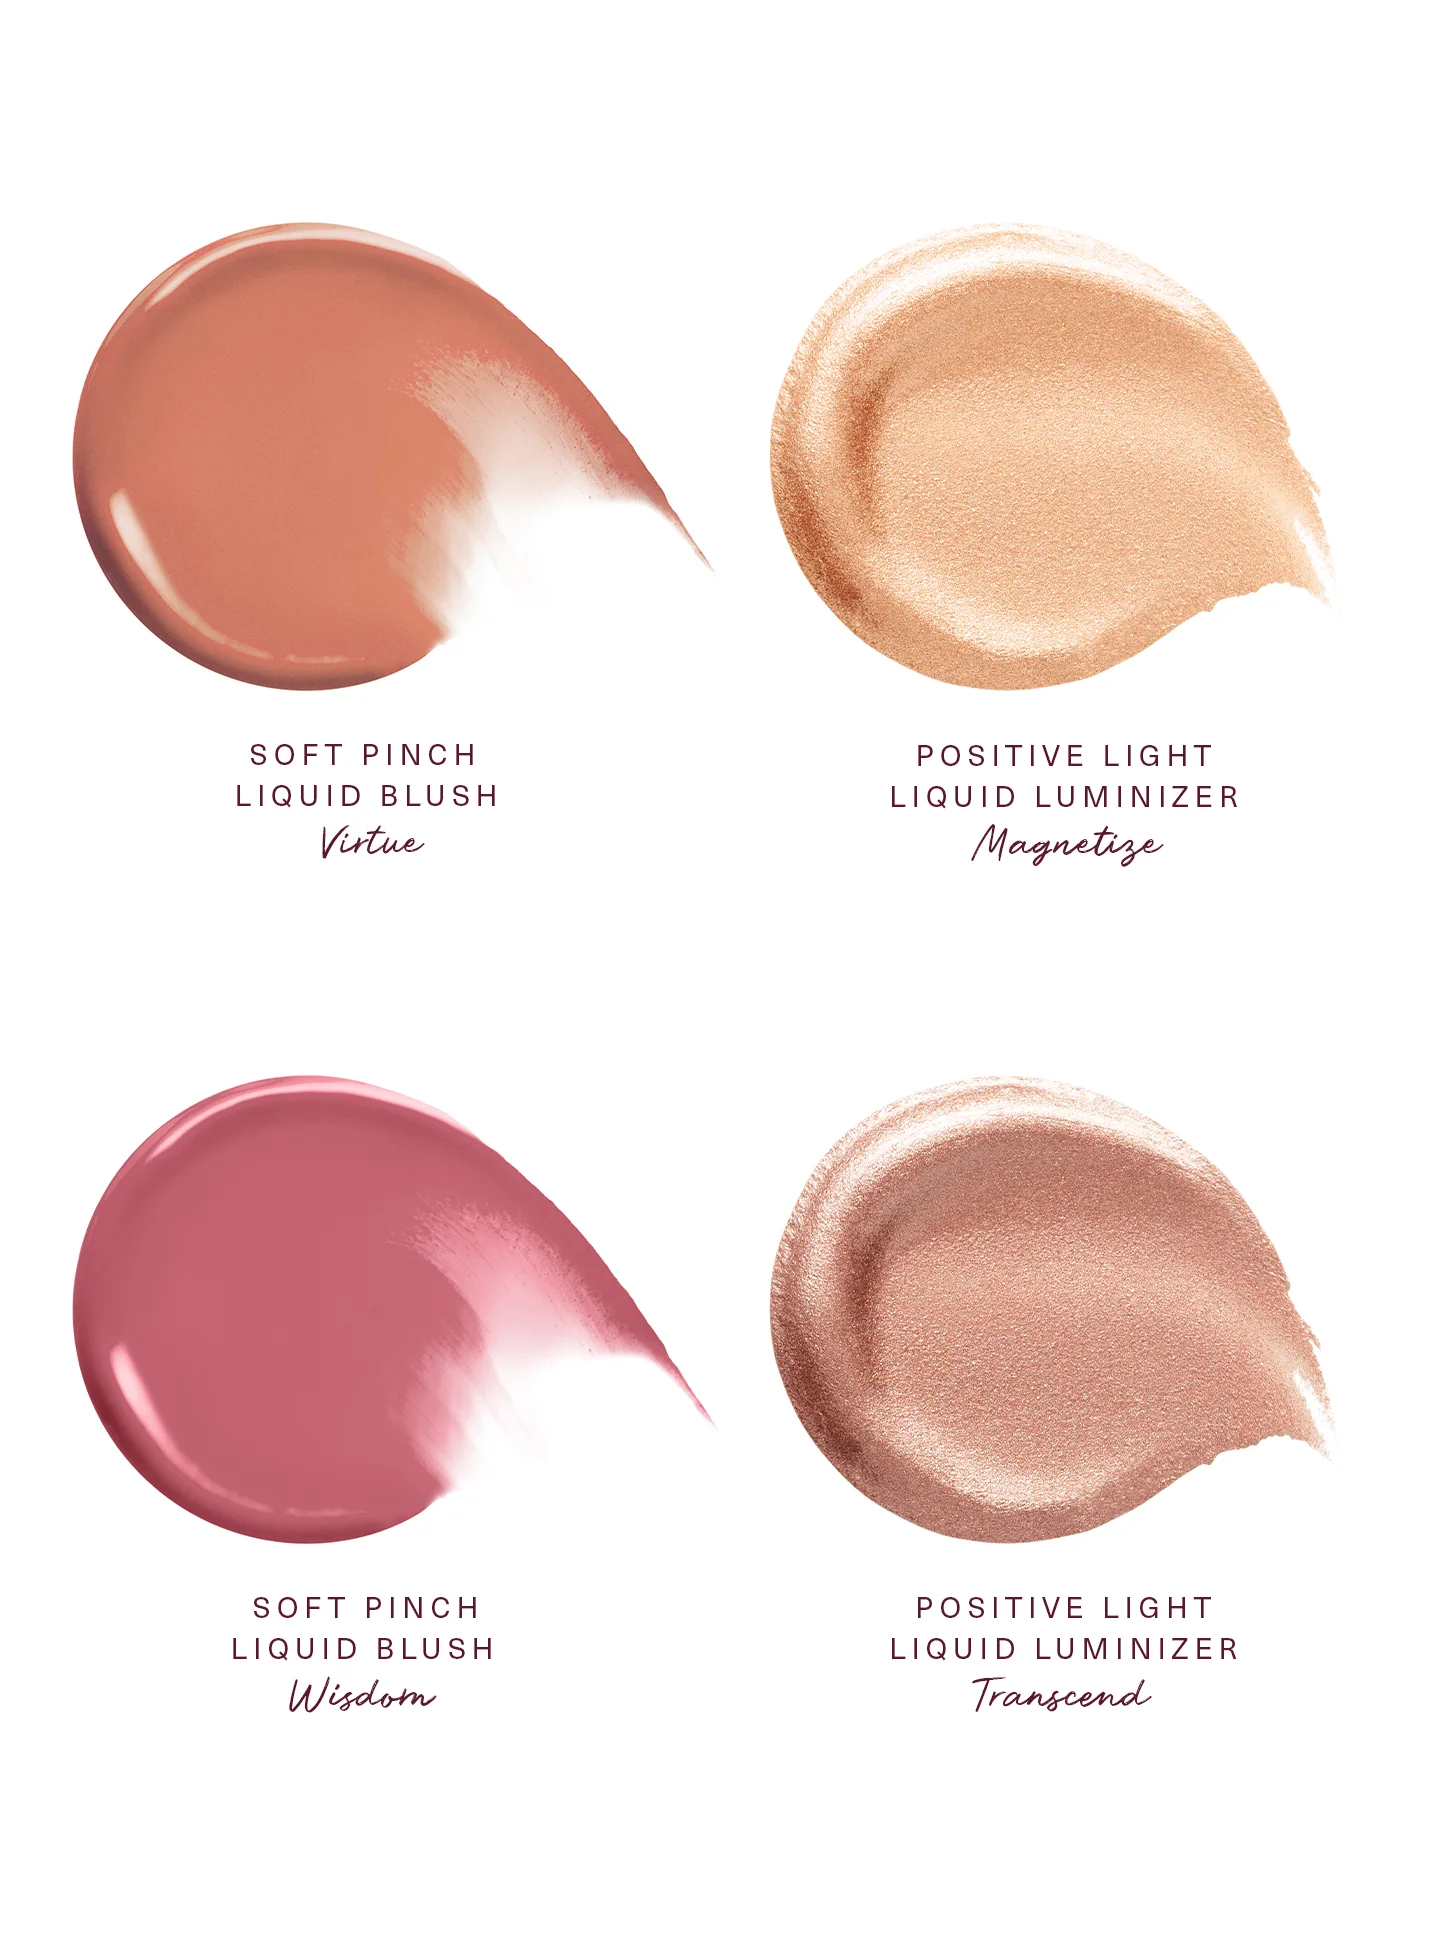 SOFT PINCH
LIQUID BLUSH
Virtue
POSITIVE LIGHT
LIQUID LUMINIZER
Magnetize
SOFT PINCH
LIQUID BLUSH
Wisdom
POSITIVE LIGHT
LIQUID LUMINIZER
Transcend